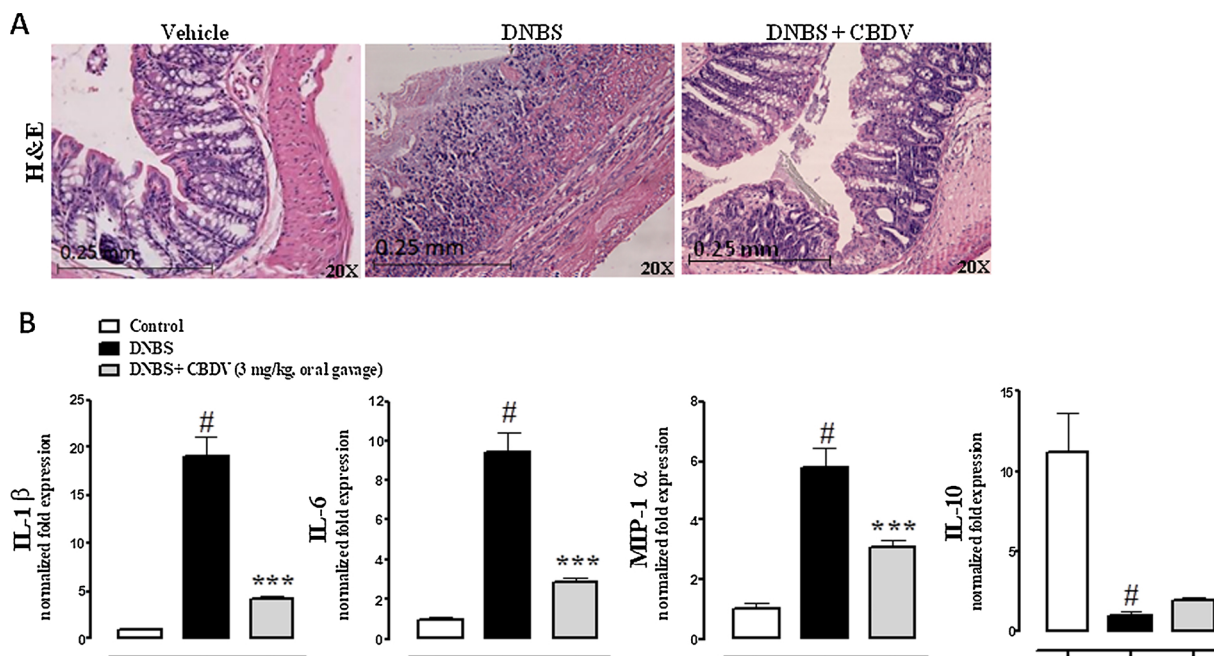 A
Vehicle
DNBS
DNBS + CBDV
H&E
0.25 mm
20X
0.25 mm
20X
0.25 mm
20X
B
Control
DNBS
DNBS+ CBDV (3 mg/kg, oral gavage)
IL-1 β
normalized fold expression
25
20
15
10
5
0
#
***
IL-6
normalized fold expression
12
10
8
6
4
2
0
#
***
MIP-1 α
normalized fold expression
8
6
4
2
0
#
***
IL-10
normalized fold expression
15
10
5
0
#